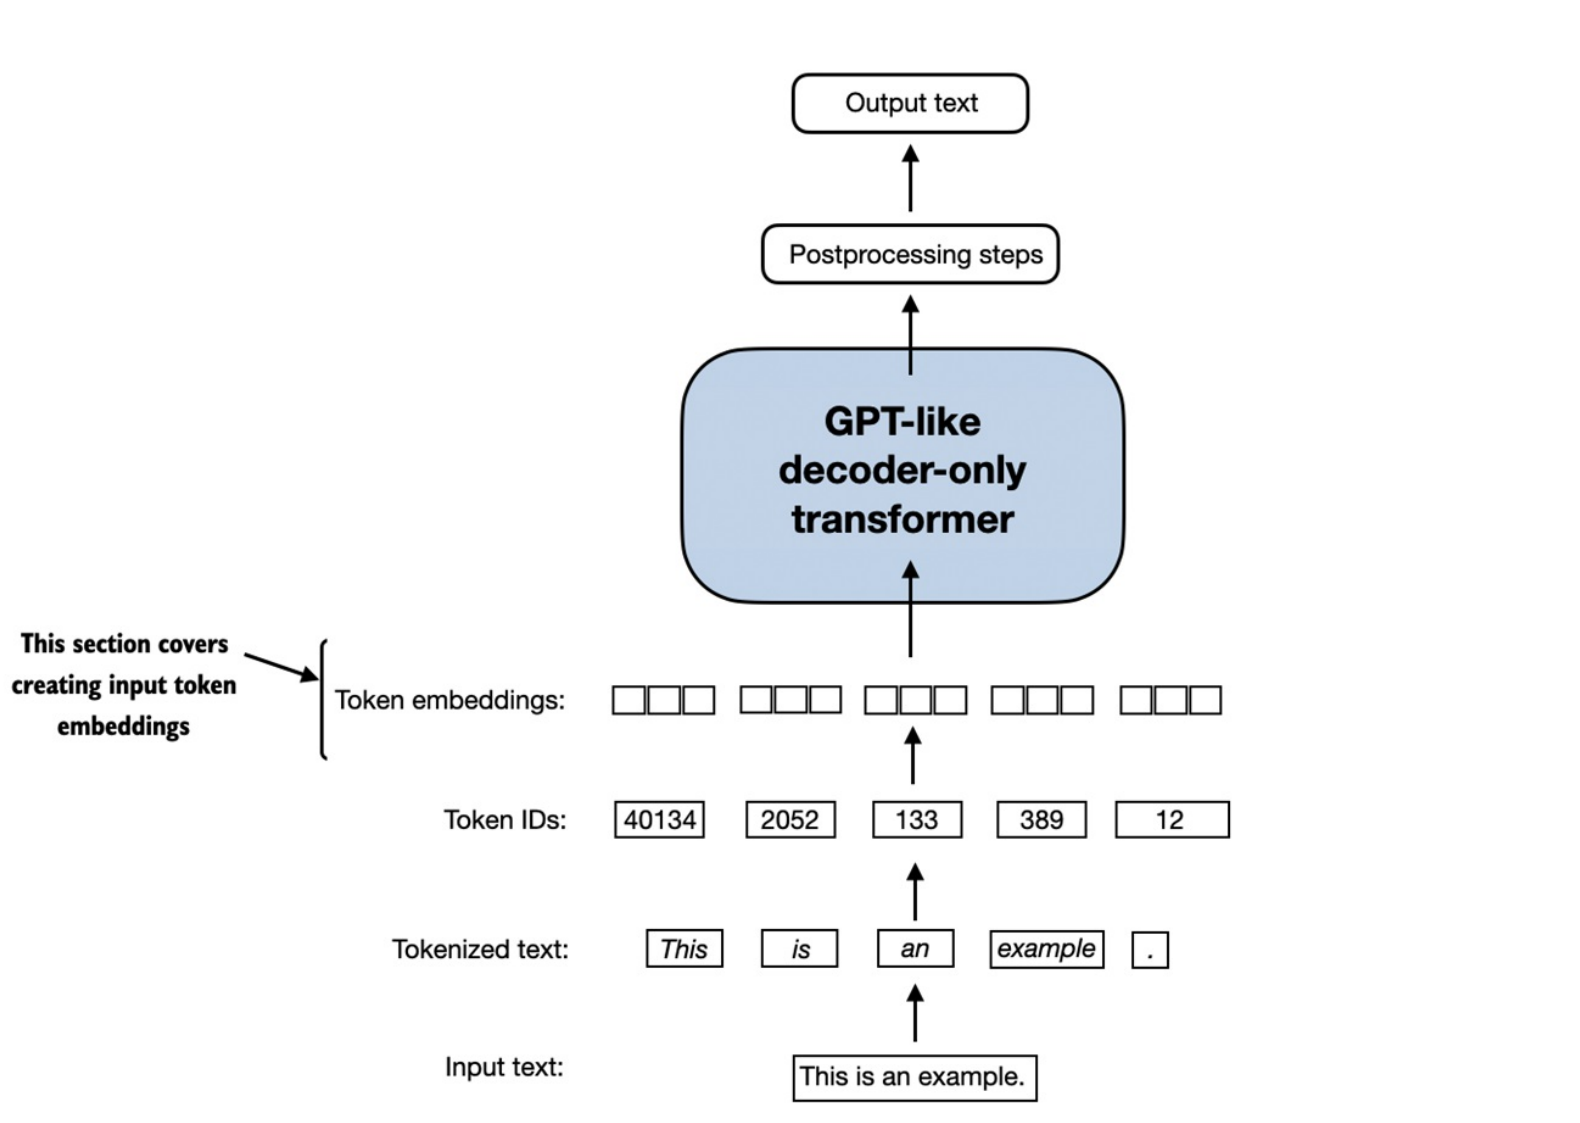 Output text
Postprocessing steps
GPT-like
decoder-only
transformer
This section covers
creating input token
embeddings
Token embeddings:
Token IDs: 40134 2052 133 389 12
Tokenized text: This is an example .
Input text: This is an example.